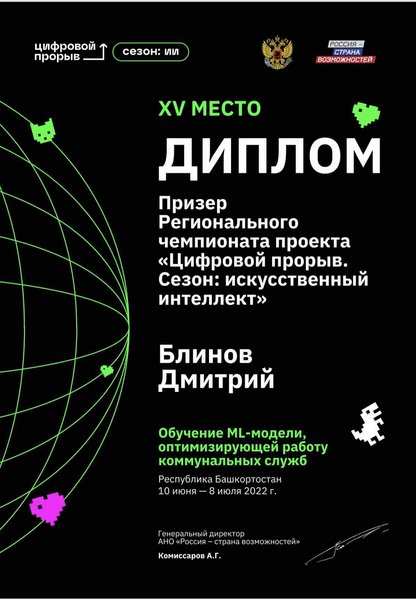 цифровой
прорыв
сезон: ии
РОССИЯ –
СТРАНА
ВОЗМОЖНОСТЕЙ
XV МЕСТО
ДИПЛОМ
Призер
Регионального
чемпионата проекта
«Цифровой прорыв.
Сезон: искусственный
интеллект»
Блинов
Дмитрий
Обучение ML-модели,
оптимизирующей работу
коммунальных служб
Республика Башкортостан
10 июня — 8 июля 2022 г.
Генеральный директор
АНО «Россия – страна возможностей»
Комиссаров А.Г.